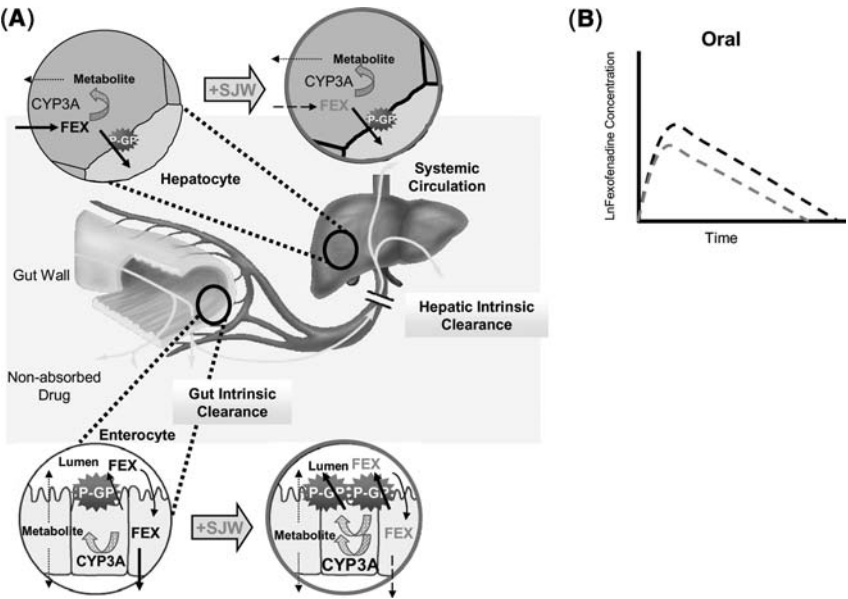 (A)
Metabolite
CYP3A
FEX
P-GP
+SJW
Metabolite
CYP3A
FEX
P-GP
Hepatocyte
Systemic
Circulation
Gut Wall
Hepatic Intrinsic
Clearance
Non-absorbed
Drug
Gut Intrinsic
Clearance
Enterocyte
Lumen
FEX
P-GP
Metabolite
FEX
CYP3A
+SJW
Lumen
FEX
P-GP
P-GP
Metabolite
FEX
CYP3A
(B)
Oral
LnFexofenadine Concentration
Time